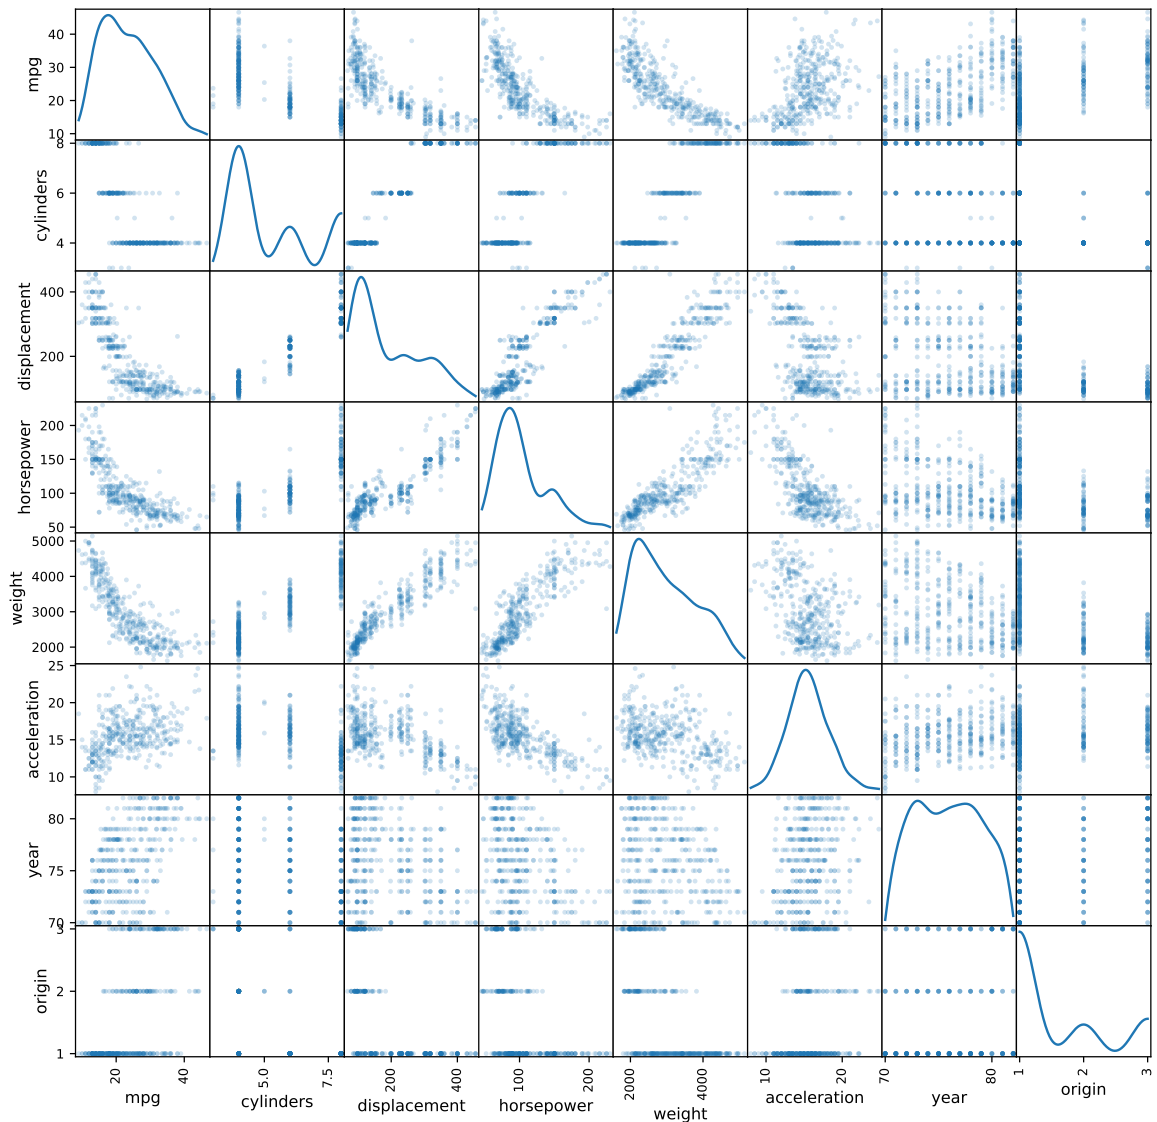 40
30
20
10
mpg
8
6
4
cylinders
400
200
displacement
200
150
100
50
horsepower
5000
4000
3000
2000
weight
25
20
15
10
acceleration
80
75
70
year
3
2
1
origin
20 40
5.0 7.5
200 400
100 200
2000 4000
10 20
70 80
1 2 3
mpg
cylinders
displacement
horsepower
weight
acceleration
year
origin